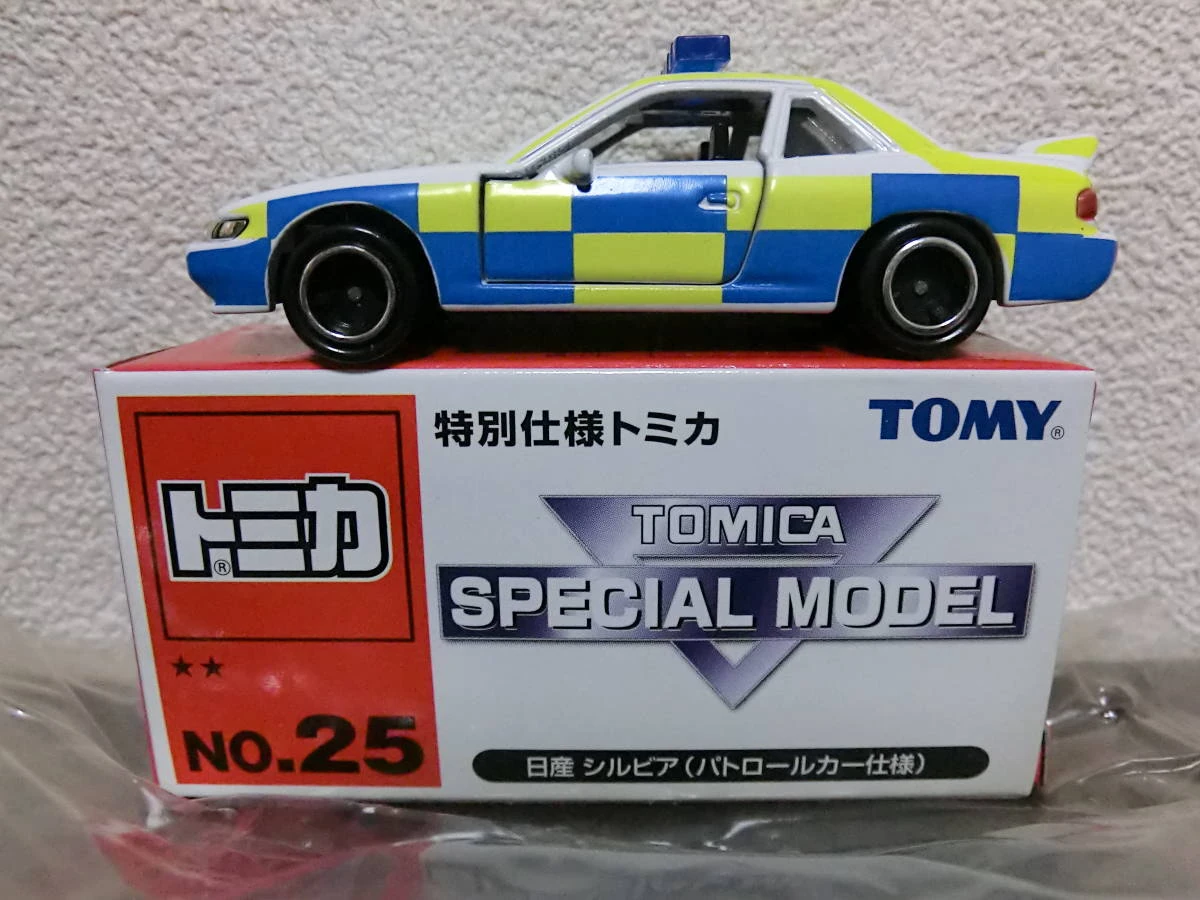 特別仕様トミカ
TOMY®
トミカ®
TOMICA
SPECIAL MODEL
★★
NO.25
日産 シルビア（パトロールカー仕様）